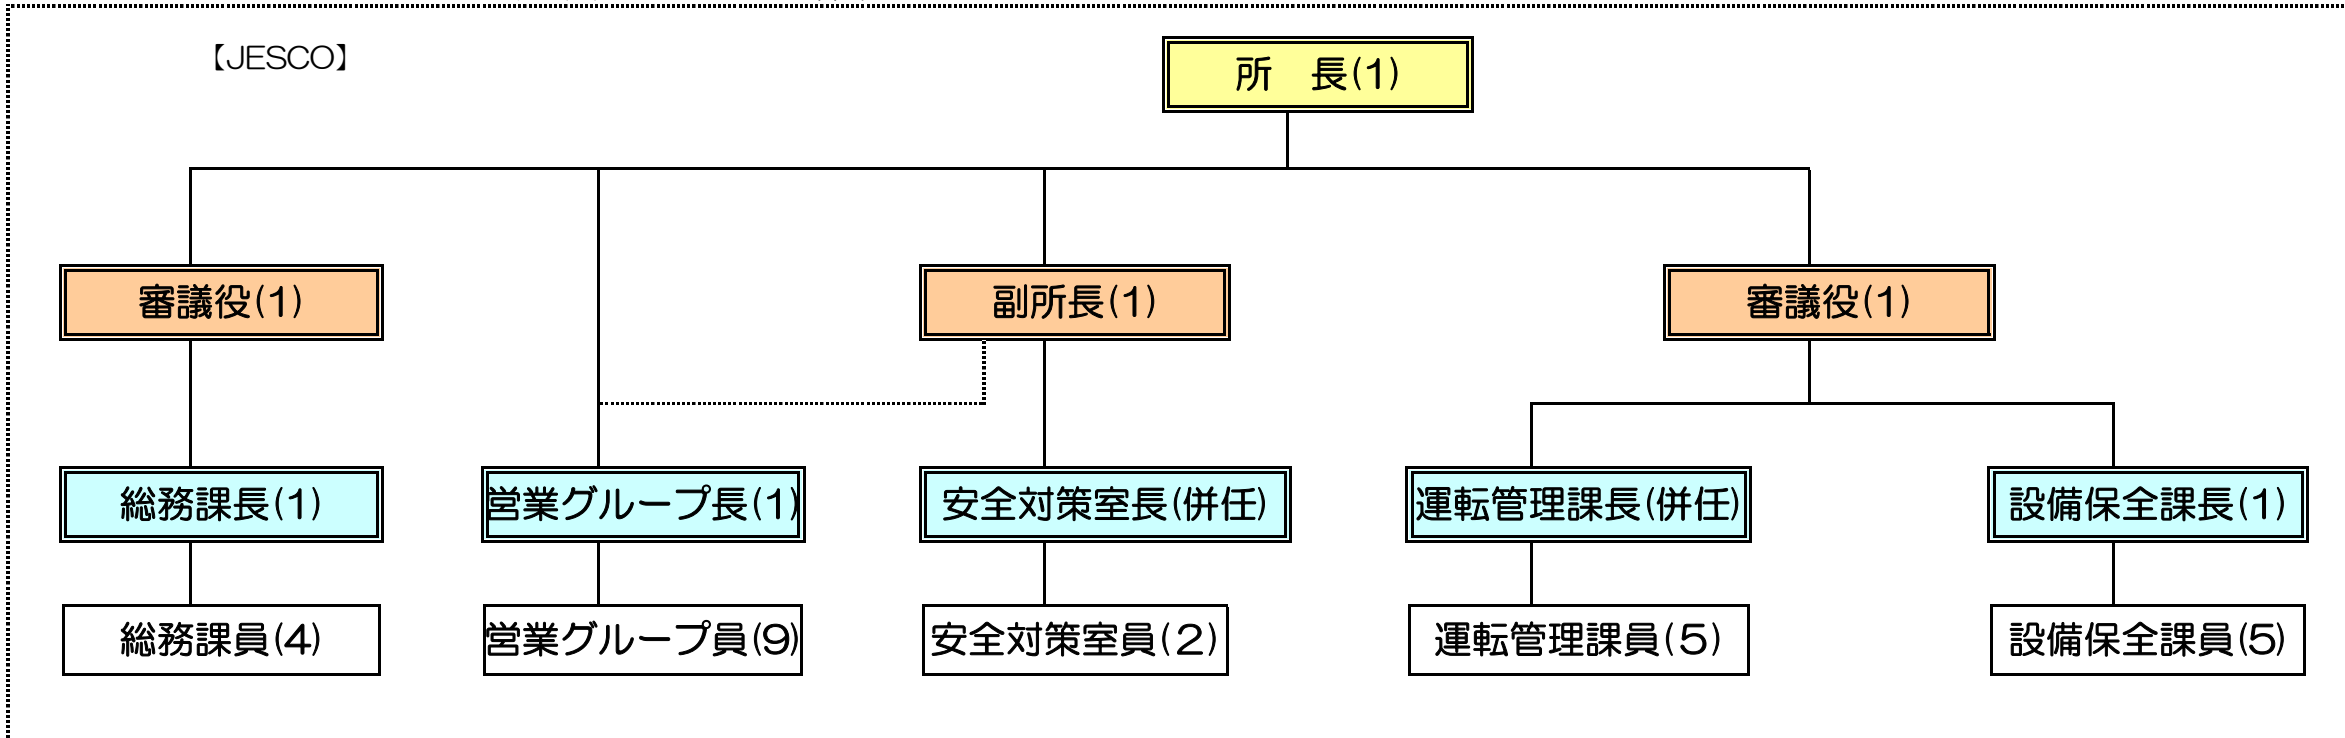 【JESCO】
所　長(1)
審議役(1)
副所長(1)
審議役(1)
総務課長(1)
営業グループ長(1)
安全対策室長(併任)
運転管理課長(併任)
設備保全課長(1)
総務課員(4)
営業グループ員(9)
安全対策室員(２)
運転管理課員(５)
設備保全課員(5)